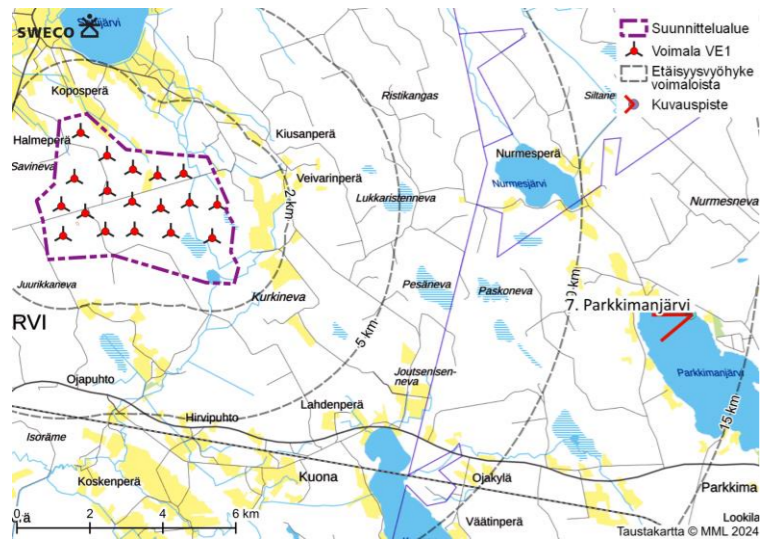 SWECO
Suunnittelualue
Voimala VE1
Etäisyysvyöhyke
voimaloista
Kuvauspiste
Koposperä
Ristikangas
Siltane
Halmeperä
Kiusanperä
Savineva
Nurmesperä
Veivarinperä
Nurmesjärvi
2 km
Lukkaristenneva
Nurmesneva
Juurikkaneva
Pesäneva
Paskoneva
Kurkineva
7. Parkkimanjärvi
RVI
5 km
Ojapuhto
Joutsenisen-
neva
Parkkimanjärvi
Lahdenperä
Hirvipuhto
15 km
Isoräme
Koskenperä
Kuona
Ojakylä
Parkkima
0 2 4 6 km
Väätinperä
Lookila
Taustakartta © MML 2024